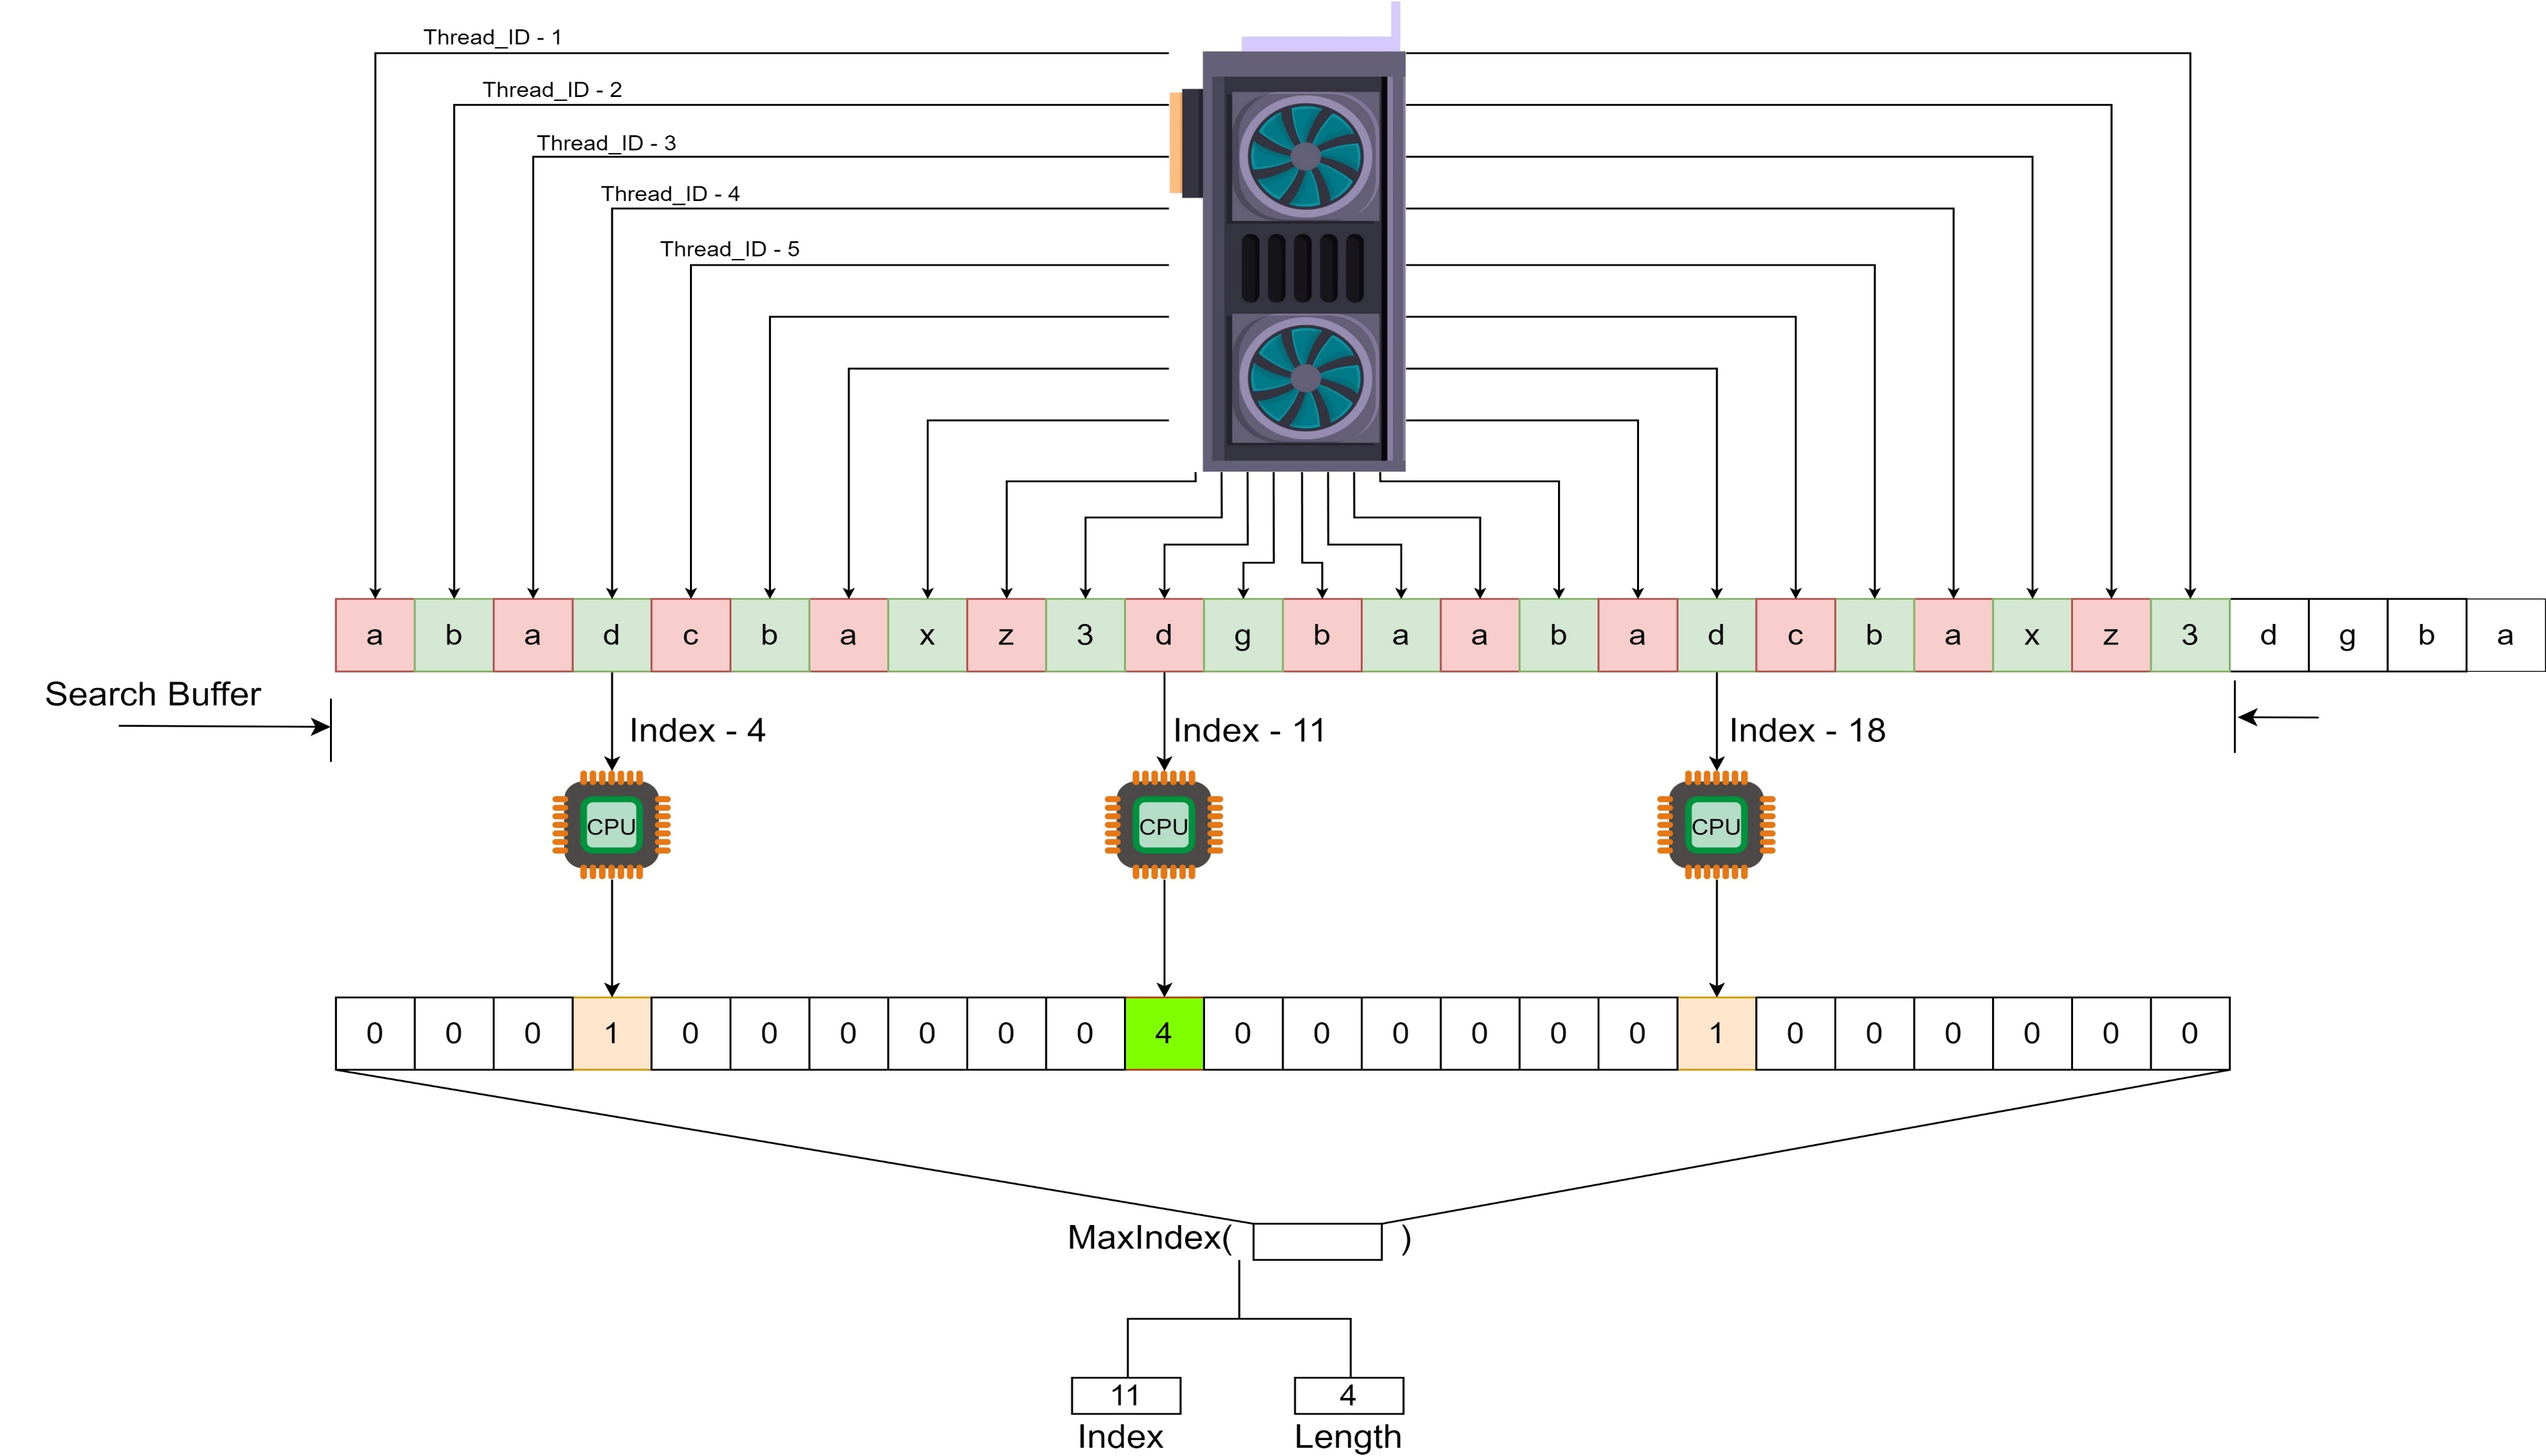 Thread_ID - 1
Thread_ID - 2
Thread_ID - 3
Thread_ID - 4
Thread_ID - 5
a b a d c b a x z 3 d g b a a b a d c b a x z 3 d g b a
Search Buffer
Index - 4
Index - 11
Index - 18
CPU CPU CPU
0 0 0 1 0 0 0 0 0 0 4 0 0 0 0 0 0 1 0 0 0 0 0 0
MaxIndex( )
11 4
Index Length